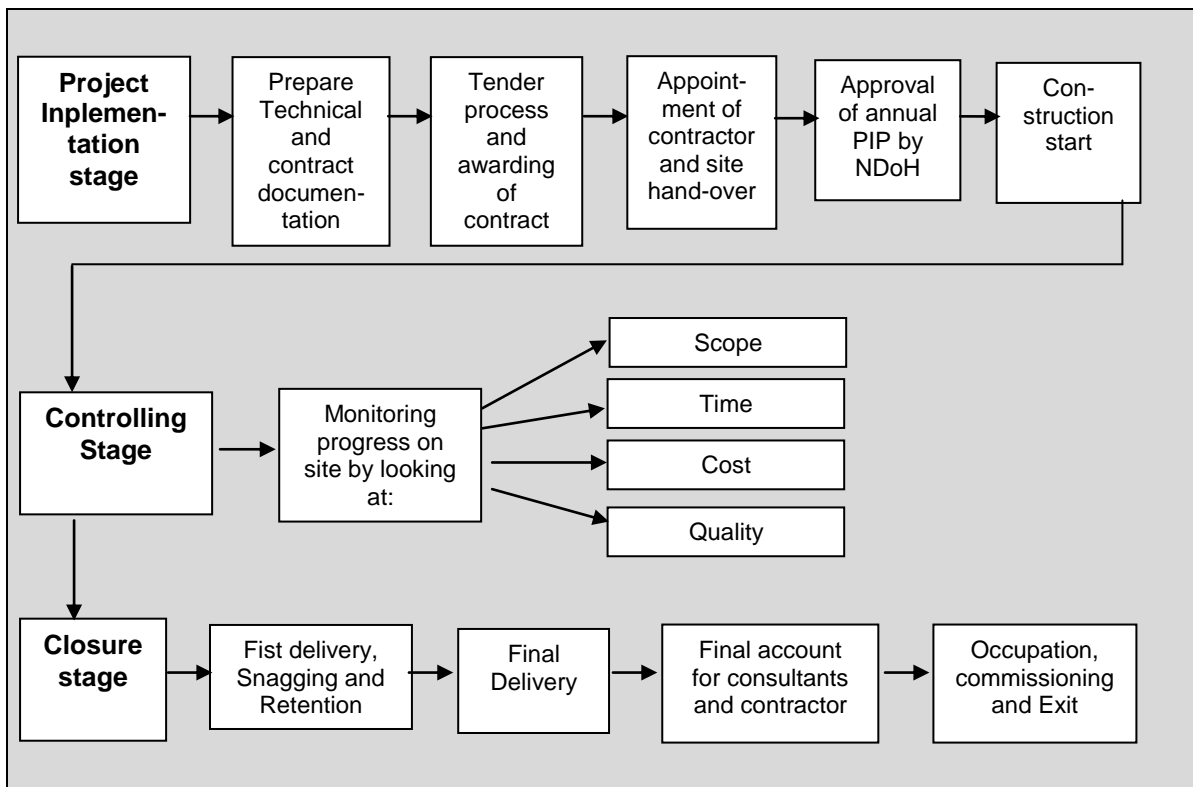 Project
Inplemen-
tation
stage
Prepare
Technical
and
contract
documen-
tation
Tender
process
and
awarding
of
contract
Appoint-
ment of
contractor
and site
hand-over
Approval
of annual
PIP by
NDoH
Con-
struction
start
Controlling
Stage
Monitoring
progress on
site by looking
at:
Scope
Time
Cost
Quality
Closure
stage
Fist delivery,
Snagging and
Retention
Final
Delivery
Final account
for consultants
and contractor
Occupation,
commissioning
and Exit